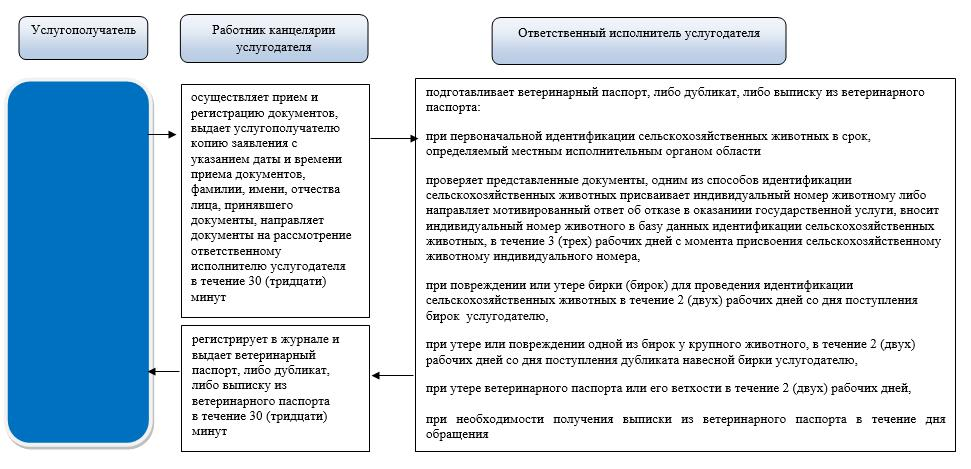 Услугополучатель
Работник канцелярии
услугодателя
Ответственный исполнитель услугодателя
осуществляет прием и
регистрацию документов,
выдает услугополучателю
копию заявления с
указанием даты и времени
приема документов,
фамилии, имени, отчества
лица, принявшего
документы, направляет
документы на рассмотрение
ответственному
исполнителю услугодателя
в течение 30 (тридцати)
минут
регистрирует в журнале и
выдает ветеринарный
паспорт, либо дубликат,
либо выписку из
ветеринарного паспорта
в течение 30 (тридцати)
минут
подготавливает ветеринарный паспорт, либо дубликат, либо выписку из ветеринарного
паспорта:
при первоначальной идентификации сельскохозяйственных животных в срок,
определяемый местным исполнительным органом области
проверяет представленные документы, одним из способов идентификации
сельскохозяйственных животных присваивает индивидуальный номер животному либо
направляет мотивированный ответ об отказе в оказаниии государственной услуги, вносит
индивидуальный номер животного в базу данных идентификации сельскохозяйственных
животных, в течение 3 (трех) рабочих дней с момента присвоения сельскохозяйственному
животному индивидуального номера,
при повреждении или утере бирки (бирок) для проведения идентификации
сельскохозяйственных животных в течение 2 (двух) рабочих дней со дня поступления
бирок услугодателю,
при утере или повреждении одной из бирок у крупного животного, в течение 2 (двух)
рабочих дней со дня поступления дубликата навесной бирки услугодателю,
при утере ветеринарного паспорта или его ветхости в течение 2 (двух) рабочих дней,
при необходимости получения выписки из ветеринарного паспорта в течение дня
обращения